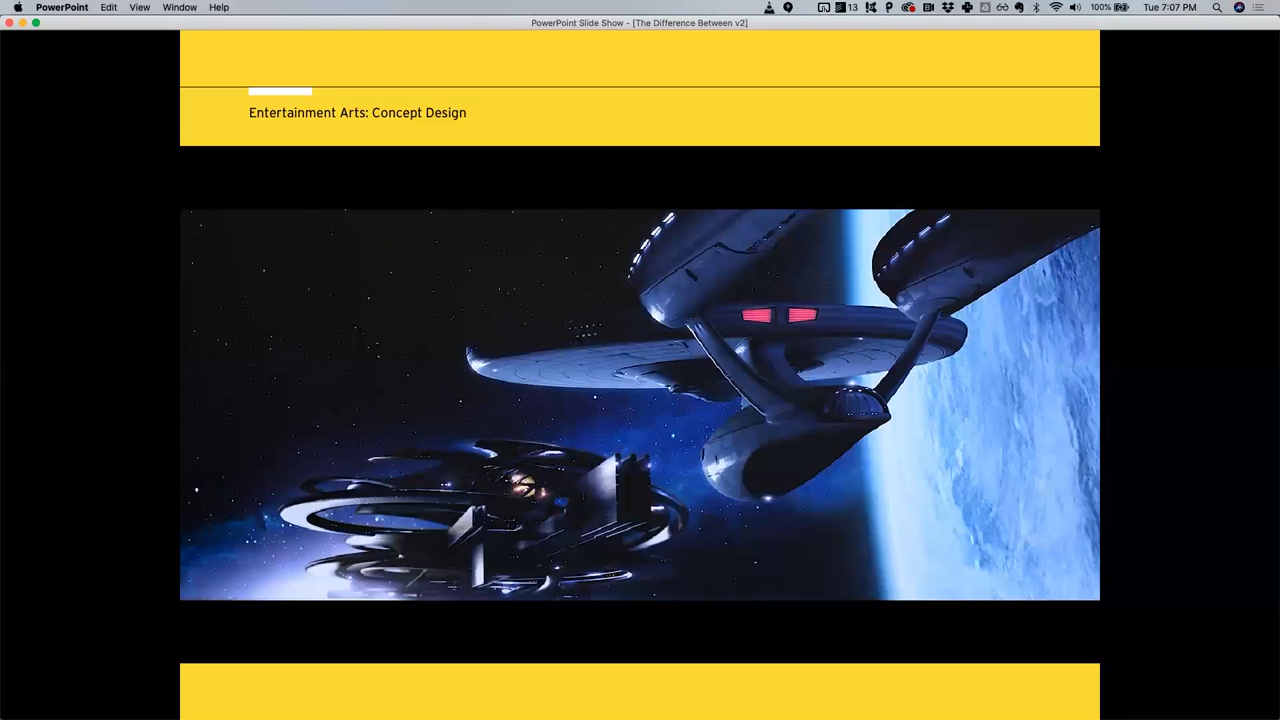 PowerPoint Edit View Window Help 13 100% Tue 7:07 PM
PowerPoint Slide Show - [The Difference Between v2]
Entertainment Arts: Concept Design